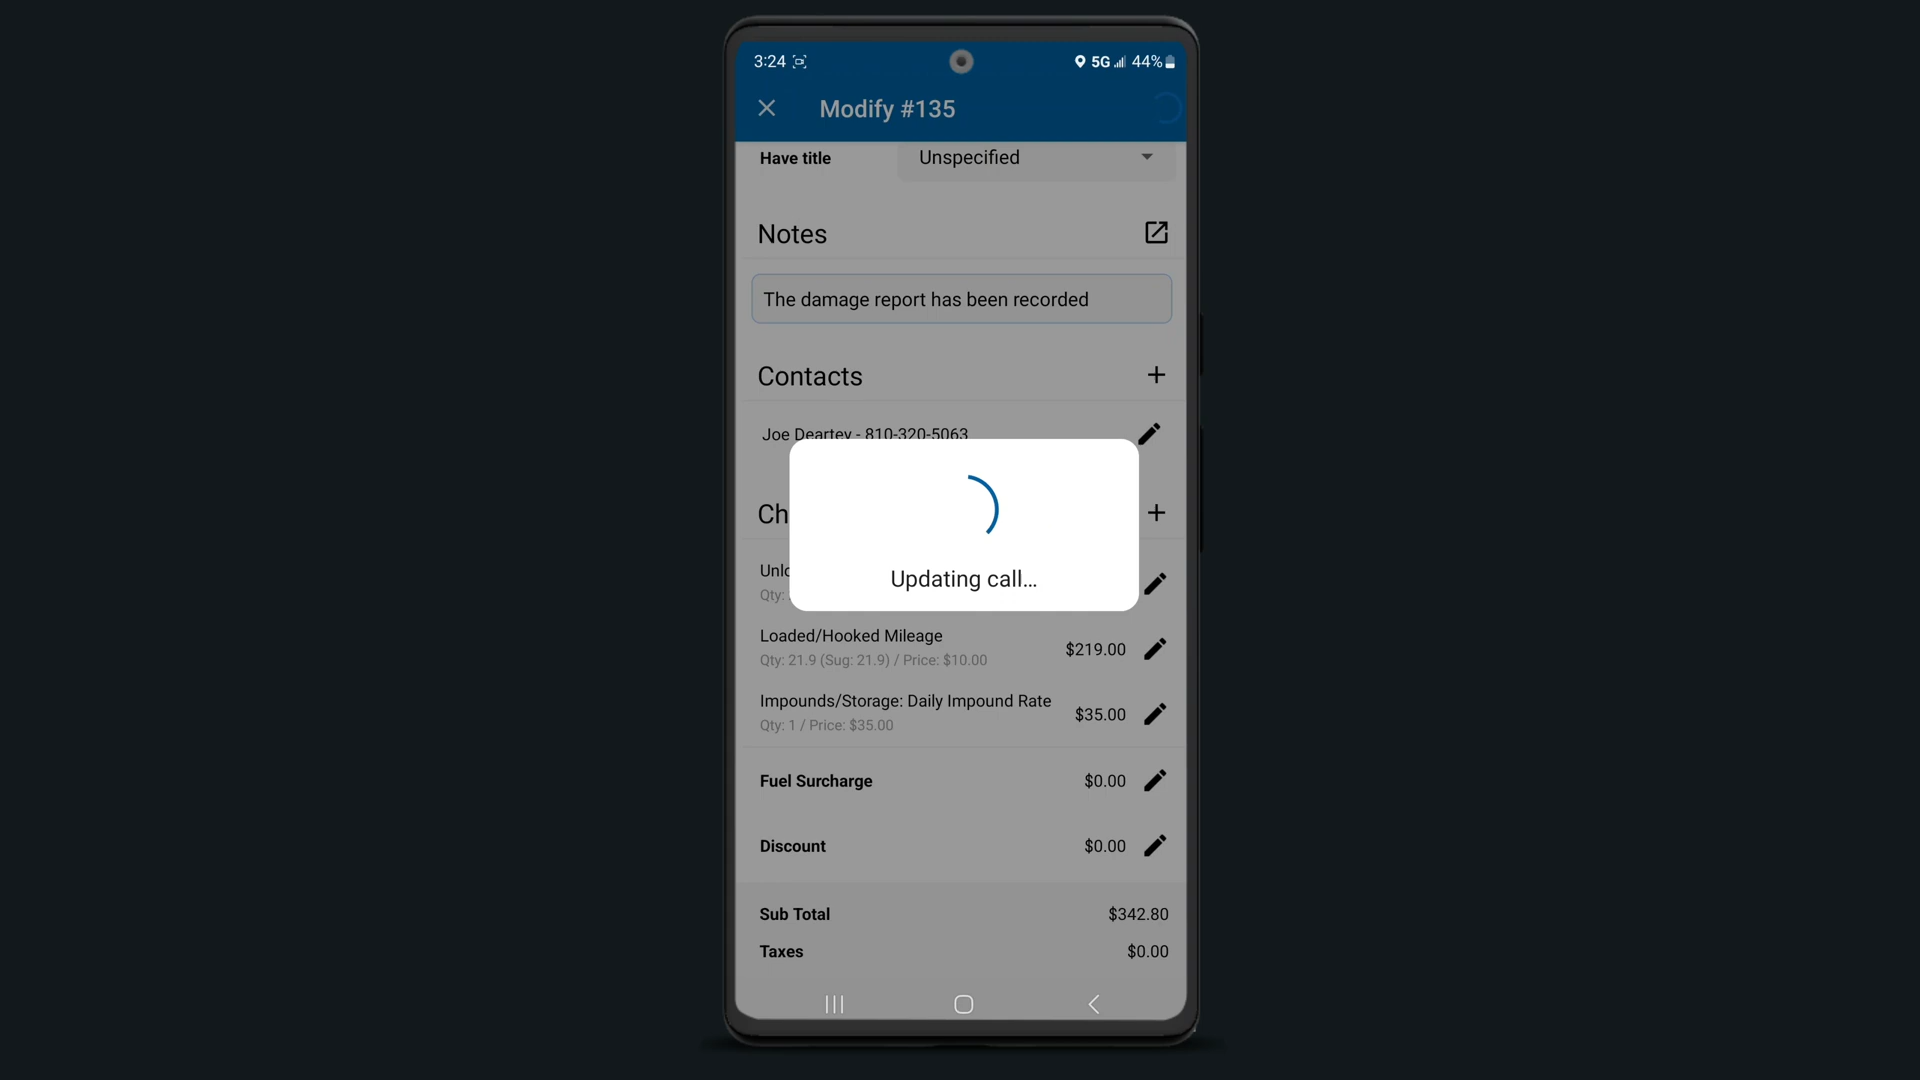 3:24 5G 44%
Modify #135
Have title Unspecified
Notes
The damage report has been recorded
Contacts
Joe Deartey - 810-320-5063
Updating call...
Qty:
Loaded/Hooked Mileage $219.00
Qty: 21.9 (Sug: 21.9) / Price: $10.00
Impounds/Storage: Daily Impound Rate $35.00
Qty: 1 / Price: $35.00
Fuel Surcharge $0.00
Discount $0.00
Sub Total $342.80
Taxes $0.00